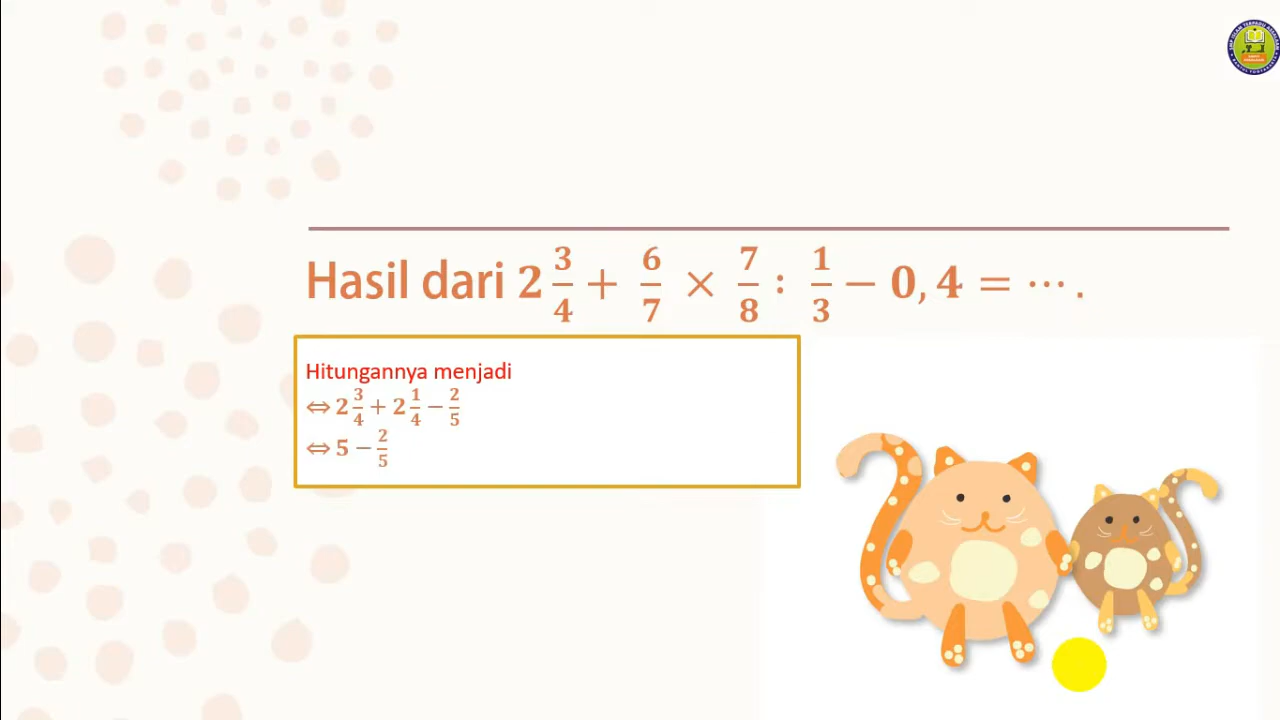 Hasil dari 2 3/4 + 6/7 × 7/8 : 1/3 − 0,4 = ⋯ .
Hitungannya menjadi
⇔ 2 3/4 + 2 1/4 − 2/5
⇔ 5 − 2/5